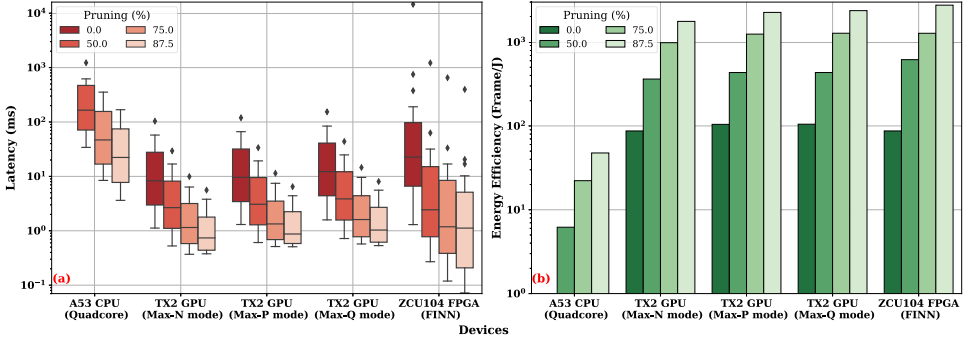 Pruning (%)
0.0
50.0
75.0
87.5
10⁴
10³
10²
10¹
10⁰
10⁻¹
Latency (ms)
(a)
A53 CPU
(Quadcore)
TX2 GPU
(Max-N mode)
TX2 GPU
(Max-P mode)
TX2 GPU
(Max-Q mode)
ZCU104 FPGA
(FINN)
Pruning (%)
0.0
50.0
75.0
87.5
10³
10²
10¹
10⁰
Energy Efficiency (Frame/J)
(b)
A53 CPU
(Quadcore)
TX2 GPU
(Max-N mode)
TX2 GPU
(Max-P mode)
TX2 GPU
(Max-Q mode)
ZCU104 FPGA
(FINN)
Devices